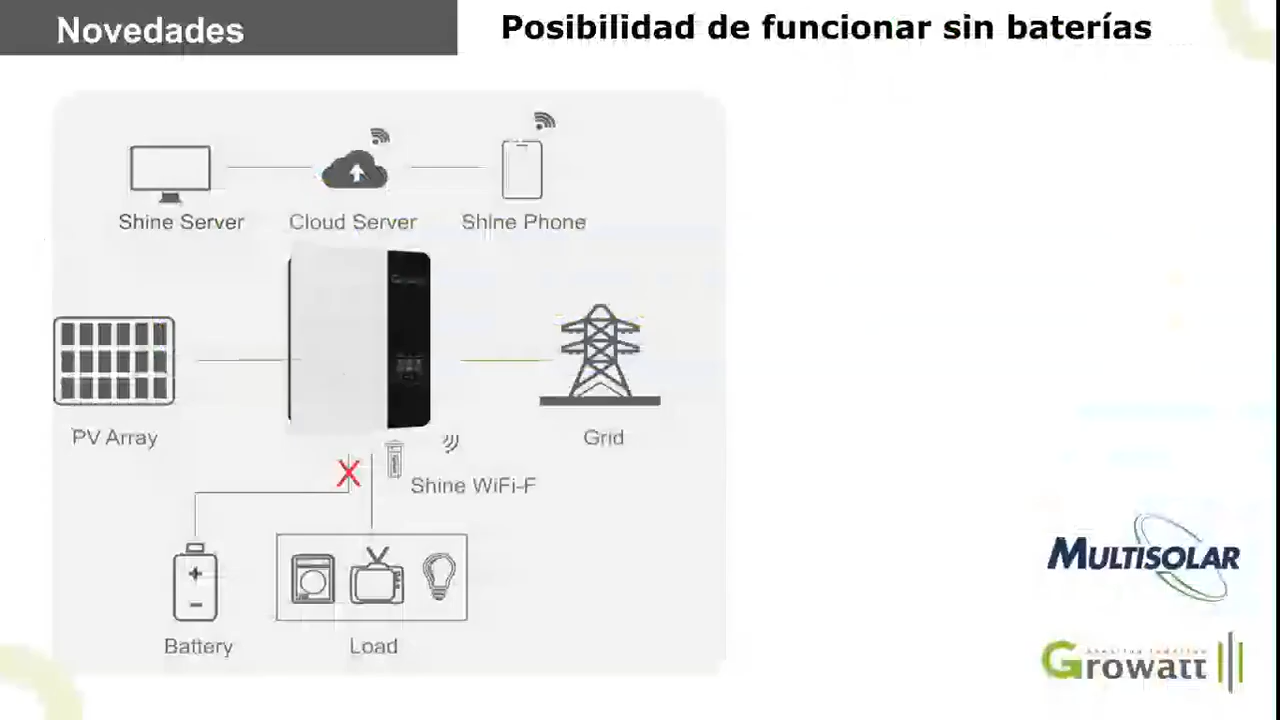 Novedades
Posibilidad de funcionar sin baterías
Shine Server
Cloud Server
Shine Phone
PV Array
Grid
Shine WiFi-F
Battery
Load
MULTISOLAR
Growatt